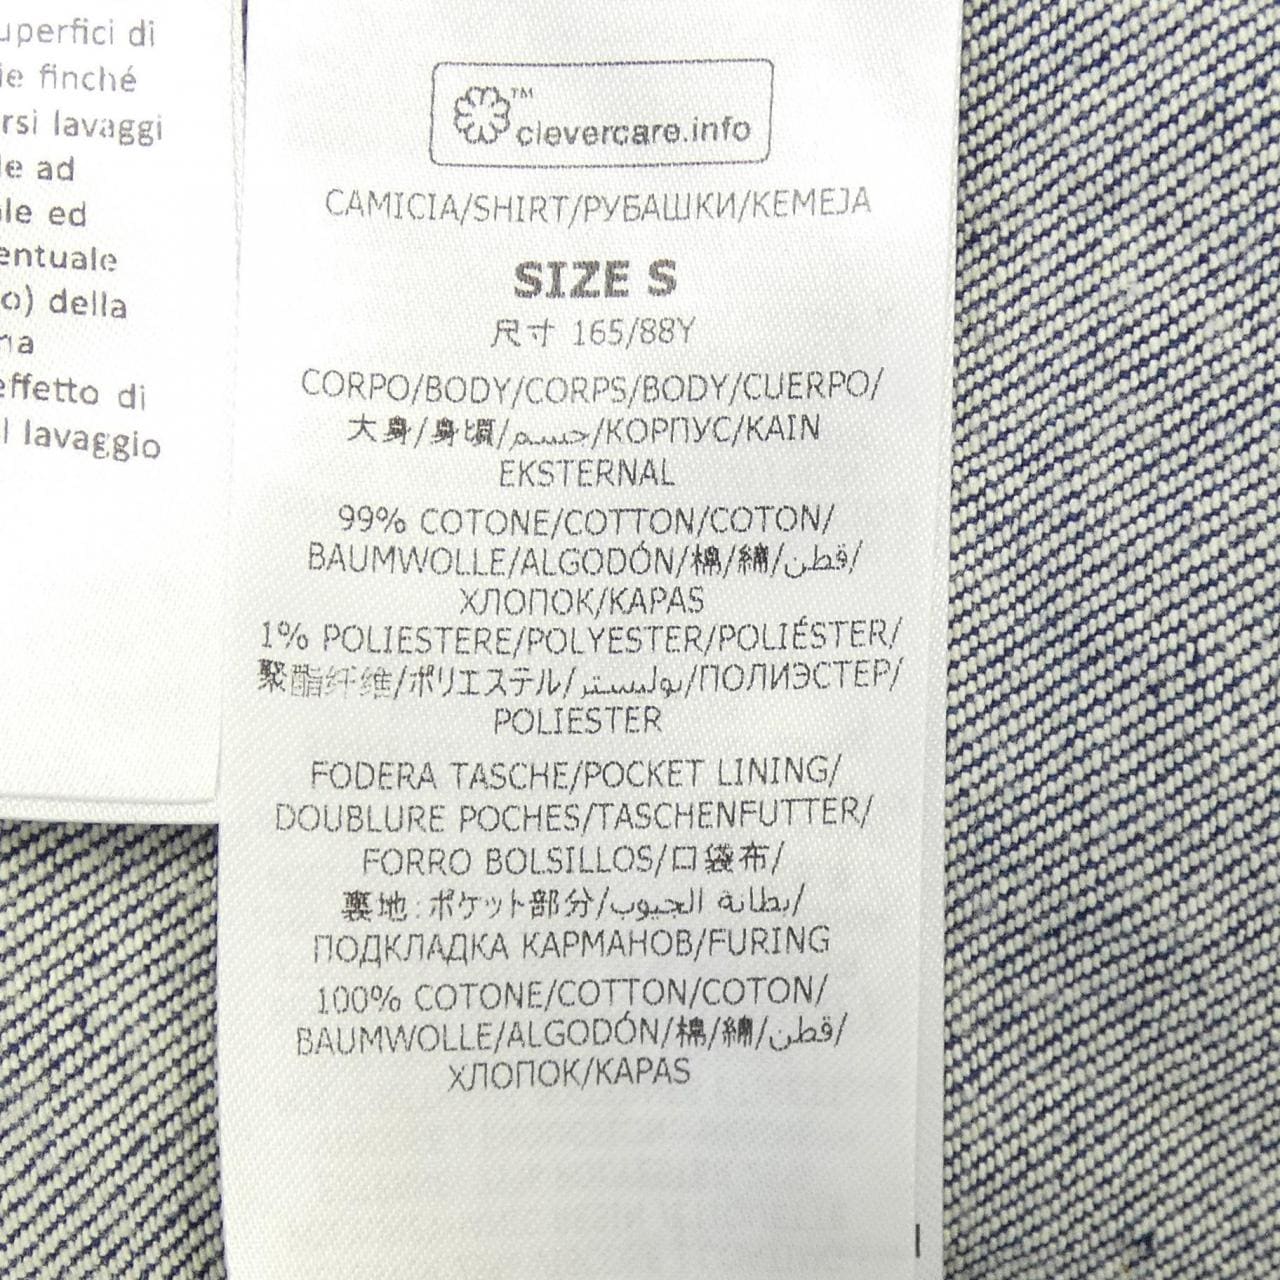 uperfici di
ie finché
rsi lavaggi
le ad
ale ed
entuale
o) della
na
effetto di
l lavaggio
™
clevercare.info
CAMICIA/SHIRT/РУБАШКИ/KEMEJA
SIZE S
尺寸 165/88Y
CORPO/BODY/CORPS/BODY/CUERPO/
大身/身頃/جسم/КОРПУС/KAIN
EKSTERNAL
99% COTONE/COTTON/COTON/
BAUMWOLLE/ALGODÓN/棉/綿/قطن/
ХЛОПОК/KAPAS
1% POLIESTERE/POLYESTER/POLIÉSTER/
聚酯纤维/ポリエステル/بوليستر/ПОЛИЭСТЕР/
POLIESTER
FODERA TASCHE/POCKET LINING/
DOUBLURE POCHES/TASCHENFUTTER/
FORRO BOLSILLOS/口袋布/
裏地:ポケット部分/بطانة الجيوب/
ПОДКЛАДКА КАРМАНОВ/FURING
100% COTONE/COTTON/COTON/
BAUMWOLLE/ALGODÓN/棉/綿/قطن/
ХЛОПОК/KAPAS